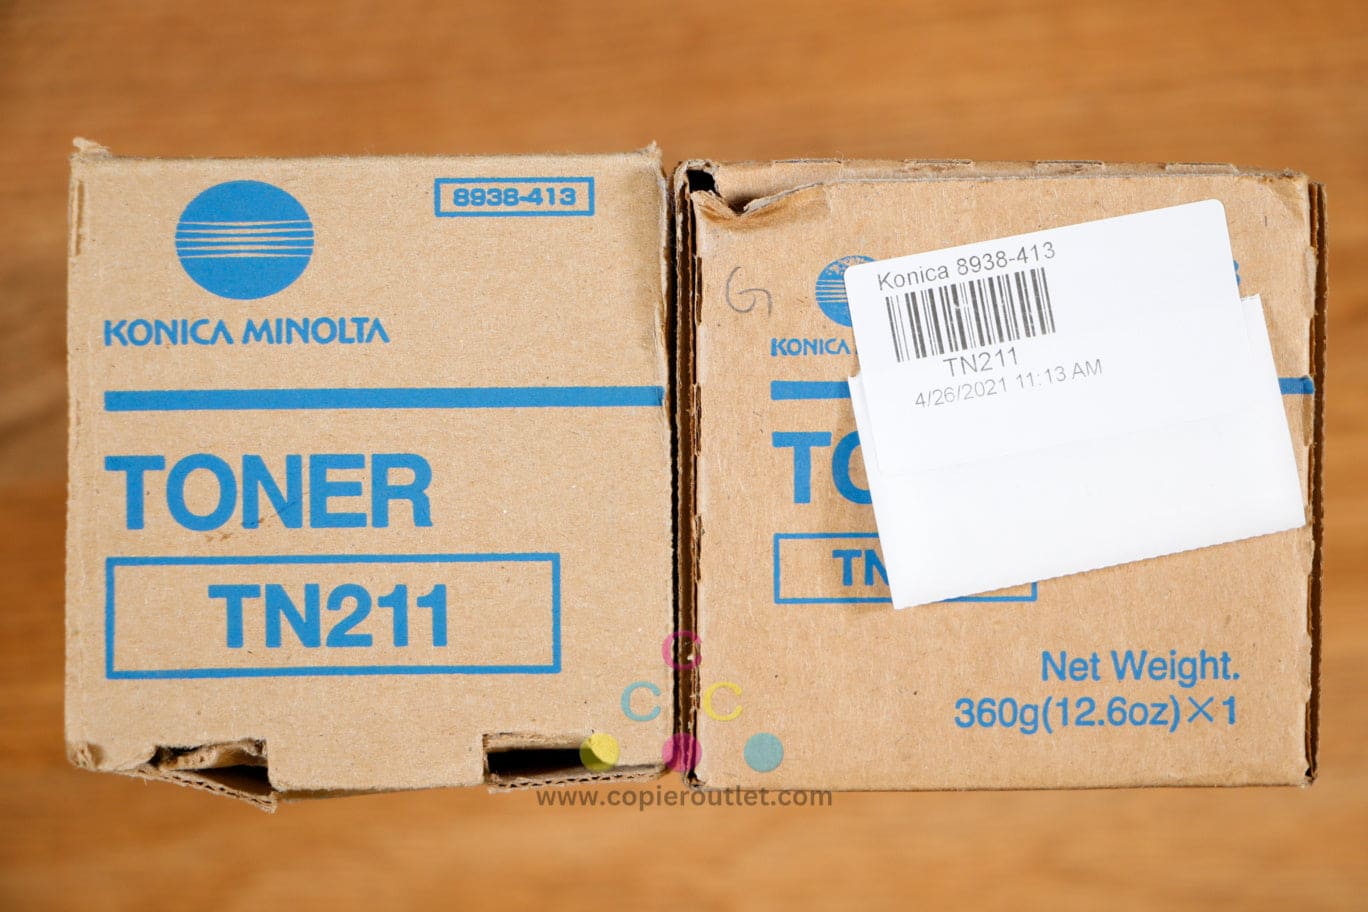 8938-413
KONICA MINOLTA
TONER
TN211
G
Konica 8938-413
TN211
4/26/2021 11:13 AM
KONICA
TO
TN
Net Weight.
360g(12.6oz)×1
C
C C
www.copieroutlet.com